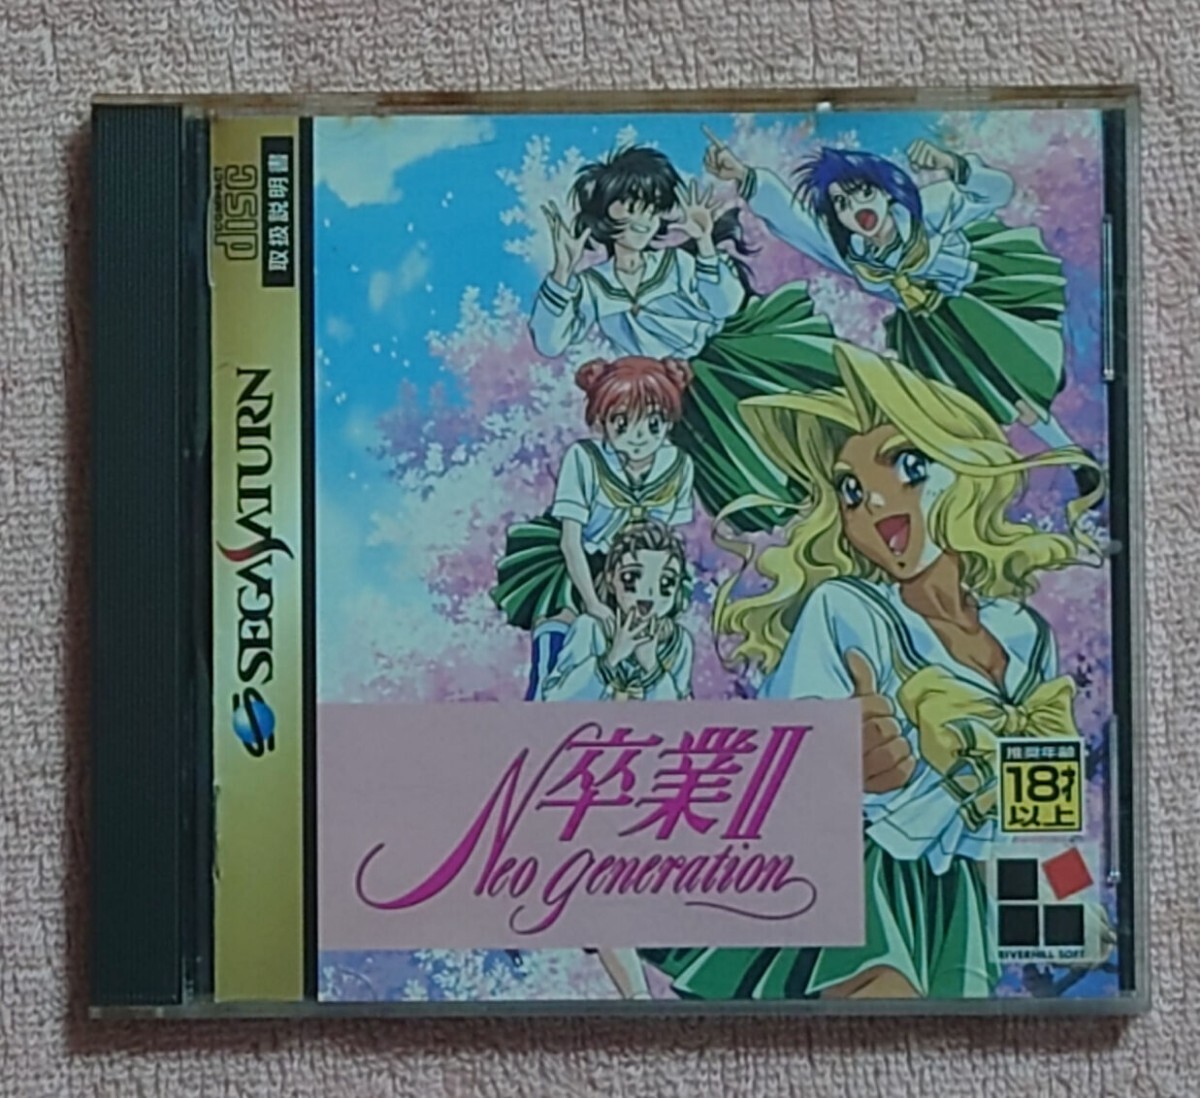 COMPACT
DISC
取扱説明書
SEGA SATURN
卒業II
Neo generation
推奨年齢
18才
以上
RIVERHILL SOFT